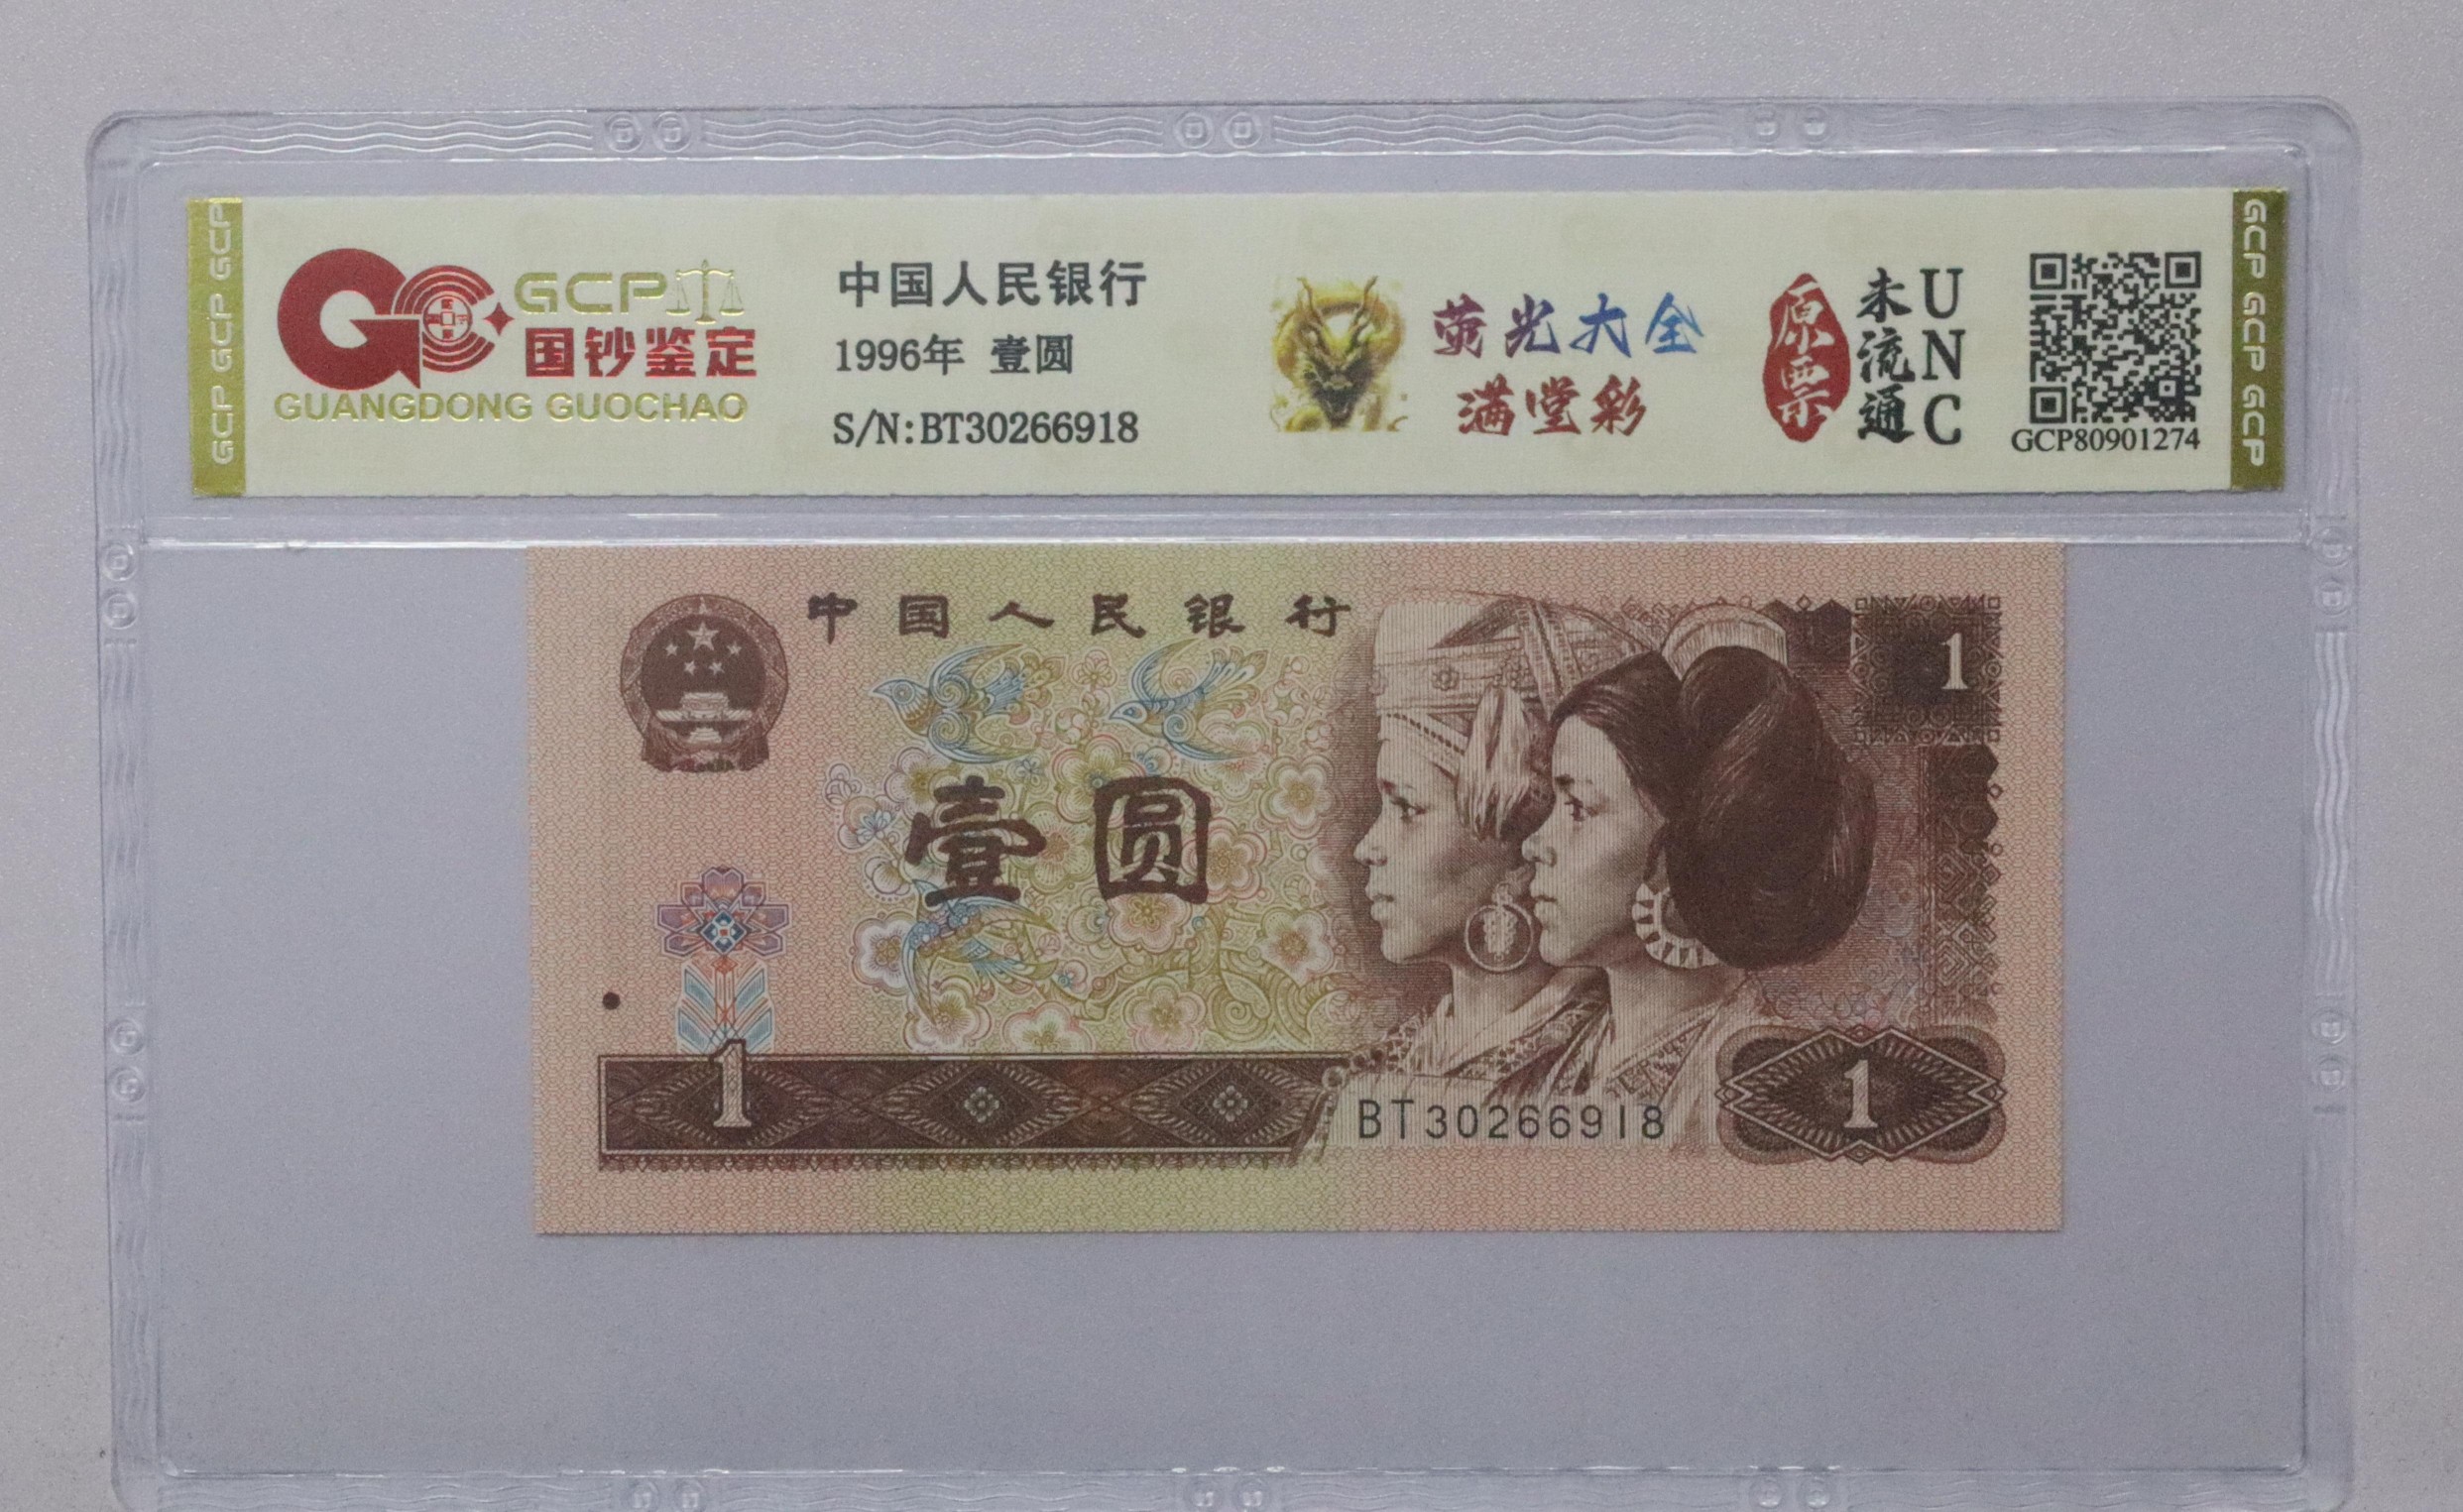 GCP GCP GCP
GCP
国钞鉴定
GUANGDONG GUOCHAO
中国人民银行
1996年 壹圆
S/N:BT30266918
荧光大全
满堂彩
原票
未流通
UNC
GCP80901274
GCP GCP GCP
中国人民银行
1
壹圆
1
BT30266918
1